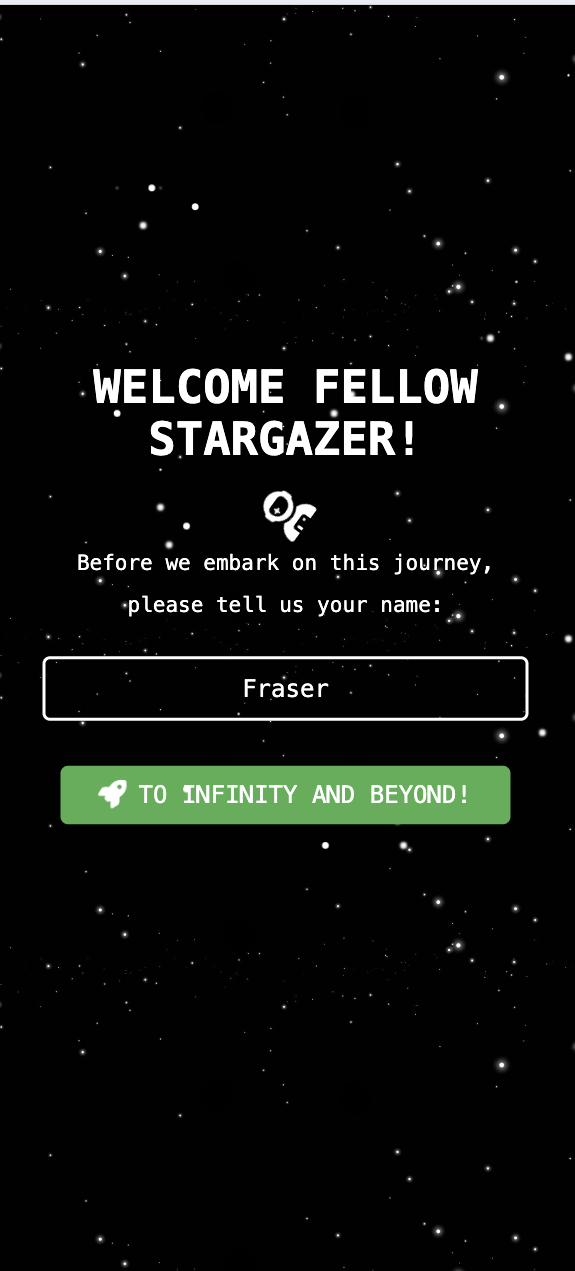 WELCOME FELLOW
STARGAZER!
Before we embark on this journey,
please tell us your name:
Fraser
TO INFINITY AND BEYOND!